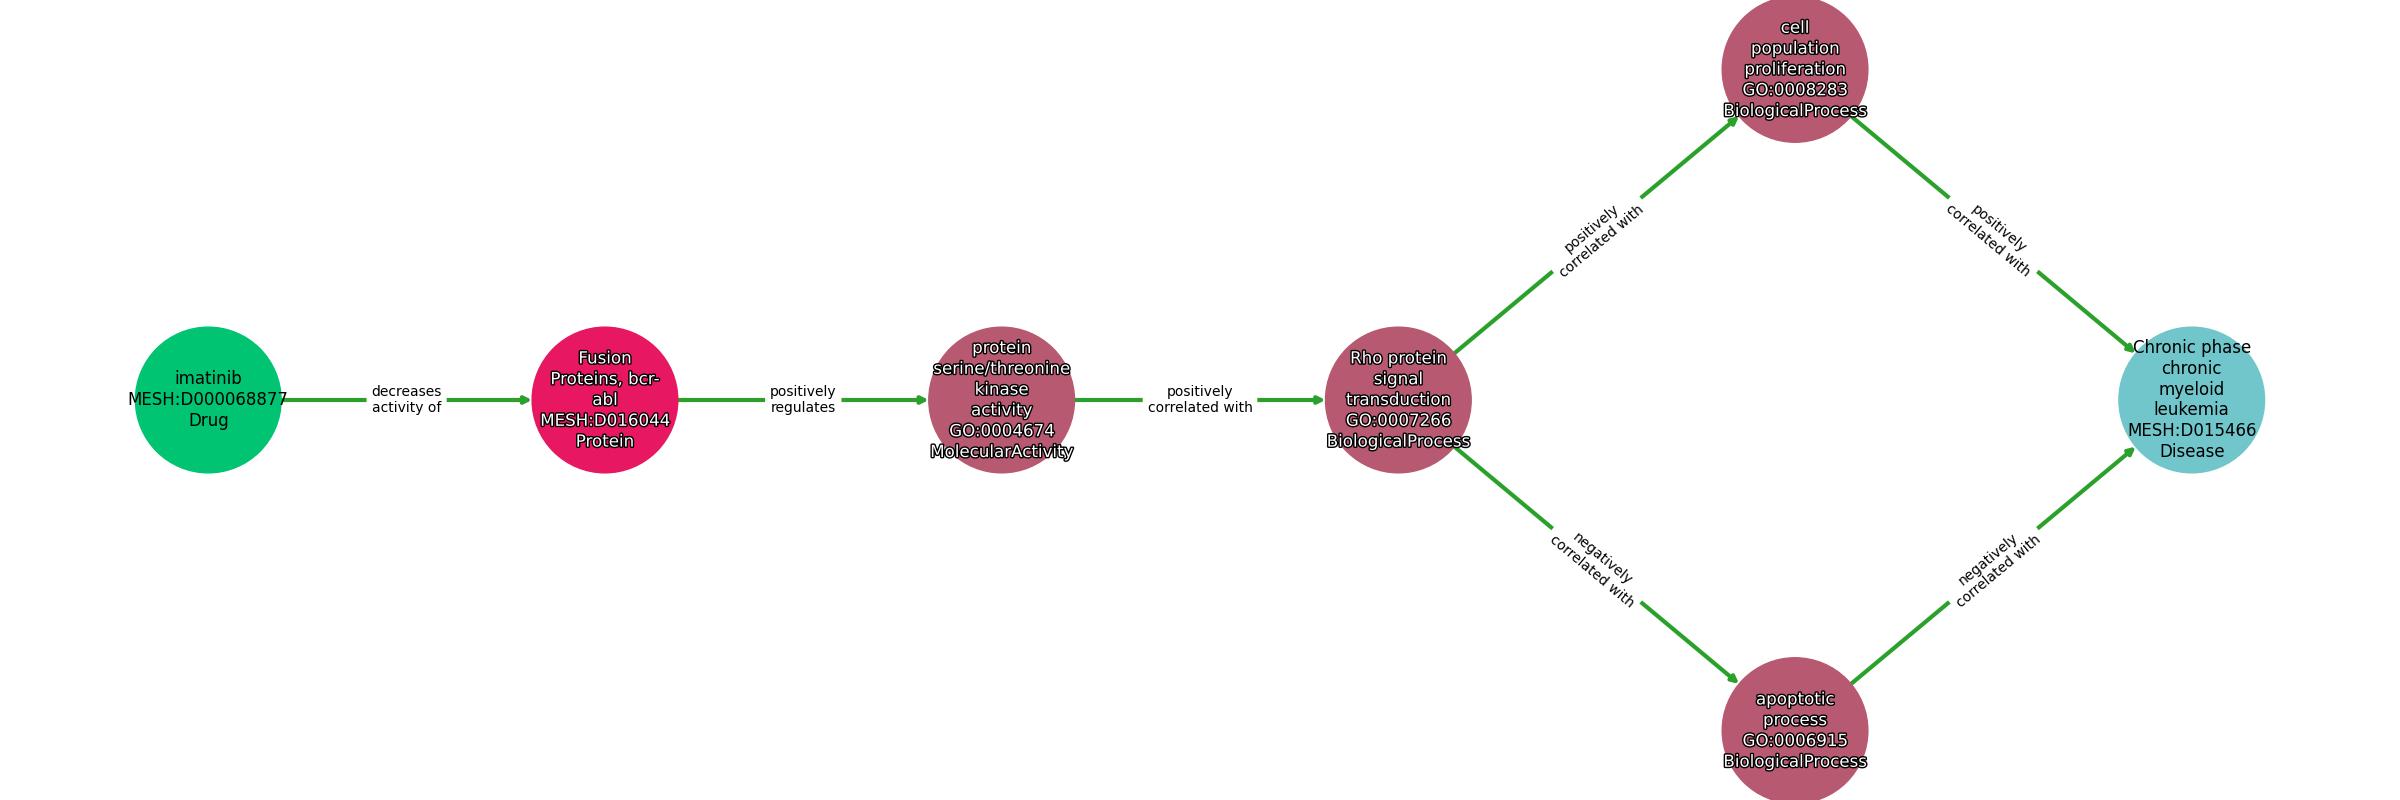 imatinib
MESH:D000068877
Drug
decreases
activity of
Fusion
Proteins, bcr-
abl
MESH:D016044
Protein
positively
regulates
protein
serine/threonine
kinase
activity
GO:0004674
MolecularActivity
positively
correlated with
Rho protein
signal
transduction
GO:0007266
BiologicalProcess
positively
correlated with
cell
population
proliferation
GO:0008283
BiologicalProcess
positively
correlated with
negatively
correlated with
apoptotic
process
GO:0006915
BiologicalProcess
negatively
correlated with
Chronic phase
chronic
myeloid
leukemia
MESH:D015466
Disease